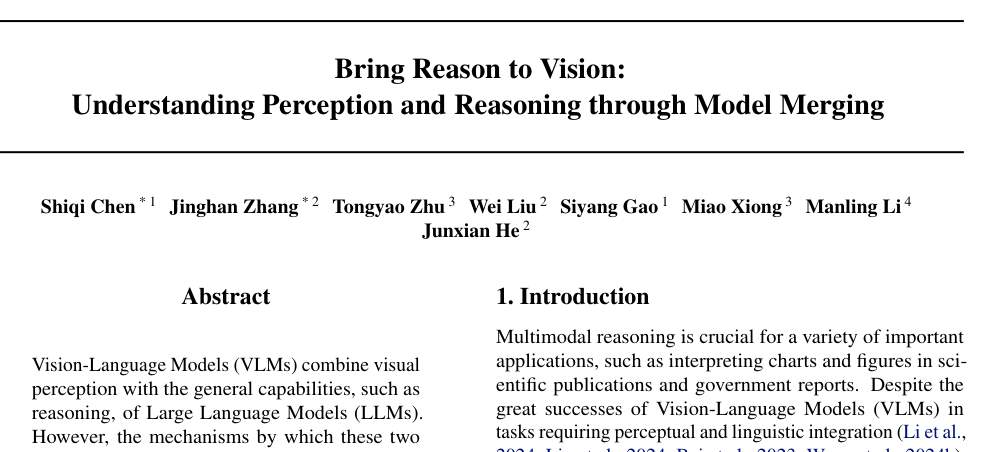 Bring Reason to Vision:
Understanding Perception and Reasoning through Model Merging
Shiqi Chen * 1 Jinghan Zhang * 2 Tongyao Zhu 3 Wei Liu 2 Siyang Gao 1 Miao Xiong 3 Manling Li 4
Junxian He 2
Abstract
Vision-Language Models (VLMs) combine visual
perception with the general capabilities, such as
reasoning, of Large Language Models (LLMs).
However, the mechanisms by which these two
1. Introduction
Multimodal reasoning is crucial for a variety of important
applications, such as interpreting charts and figures in sci-
entific publications and government reports. Despite the
great successes of Vision-Language Models (VLMs) in
tasks requiring perceptual and linguistic integration (Li et al.,